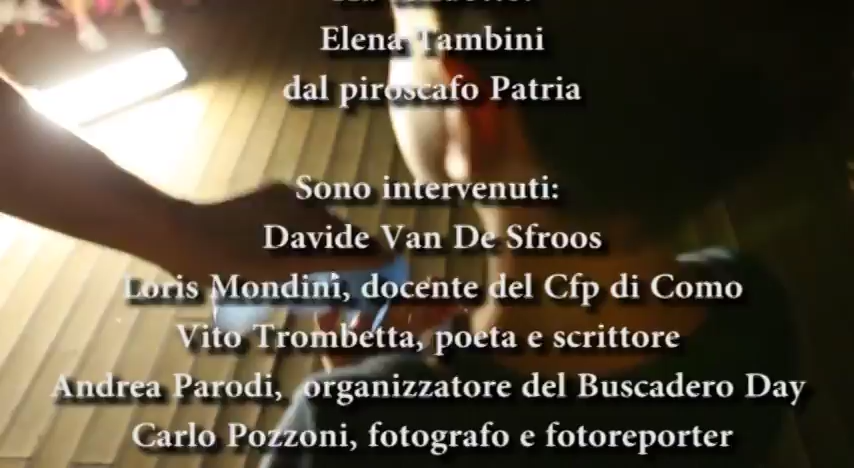 Elena Tambini
dal piroscafo Patria
Sono intervenuti:
Davide Van De Sfroos
Loris Mondini, docente del Cfp di Como
Vito Trombetta, poeta e scrittore
Andrea Parodi, organizzatore del Buscadero Day
Carlo Pozzoni, fotografo e fotoreporter